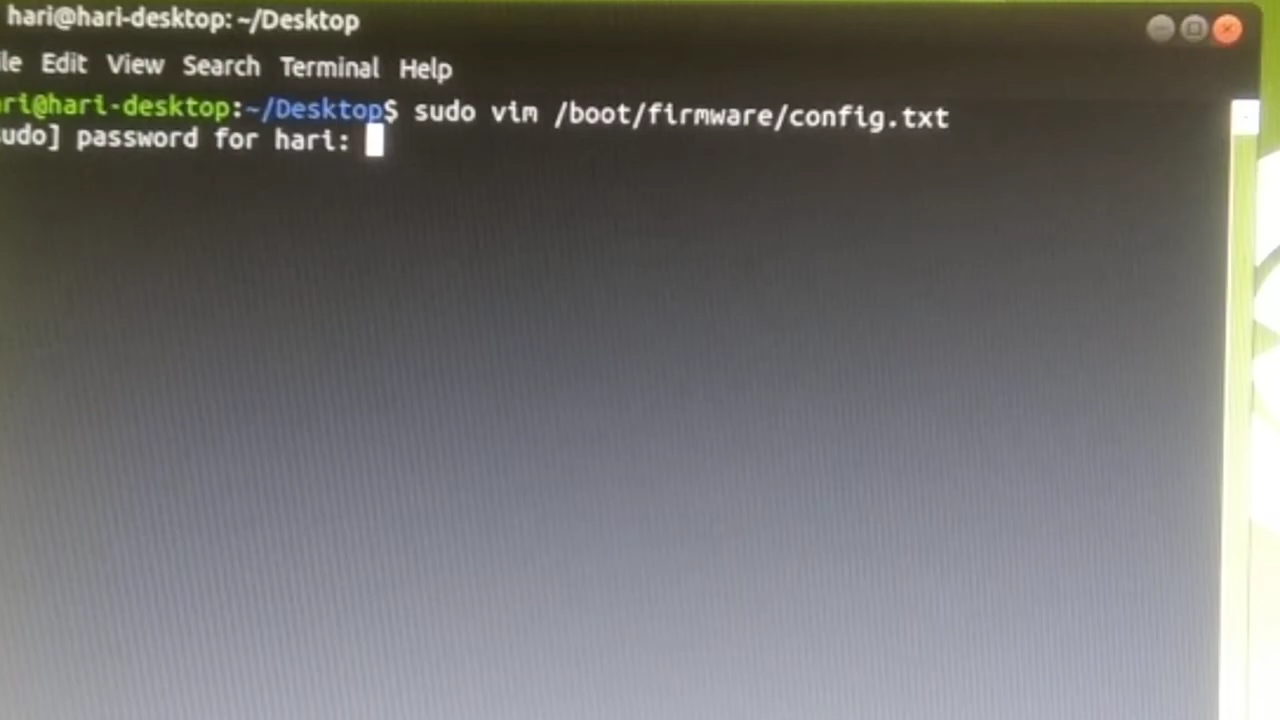 hari@hari-desktop: ~/Desktop
le Edit View Search Terminal Help
ri@hari-desktop:~/Desktop$ sudo vim /boot/firmware/config.txt
udo] password for hari: